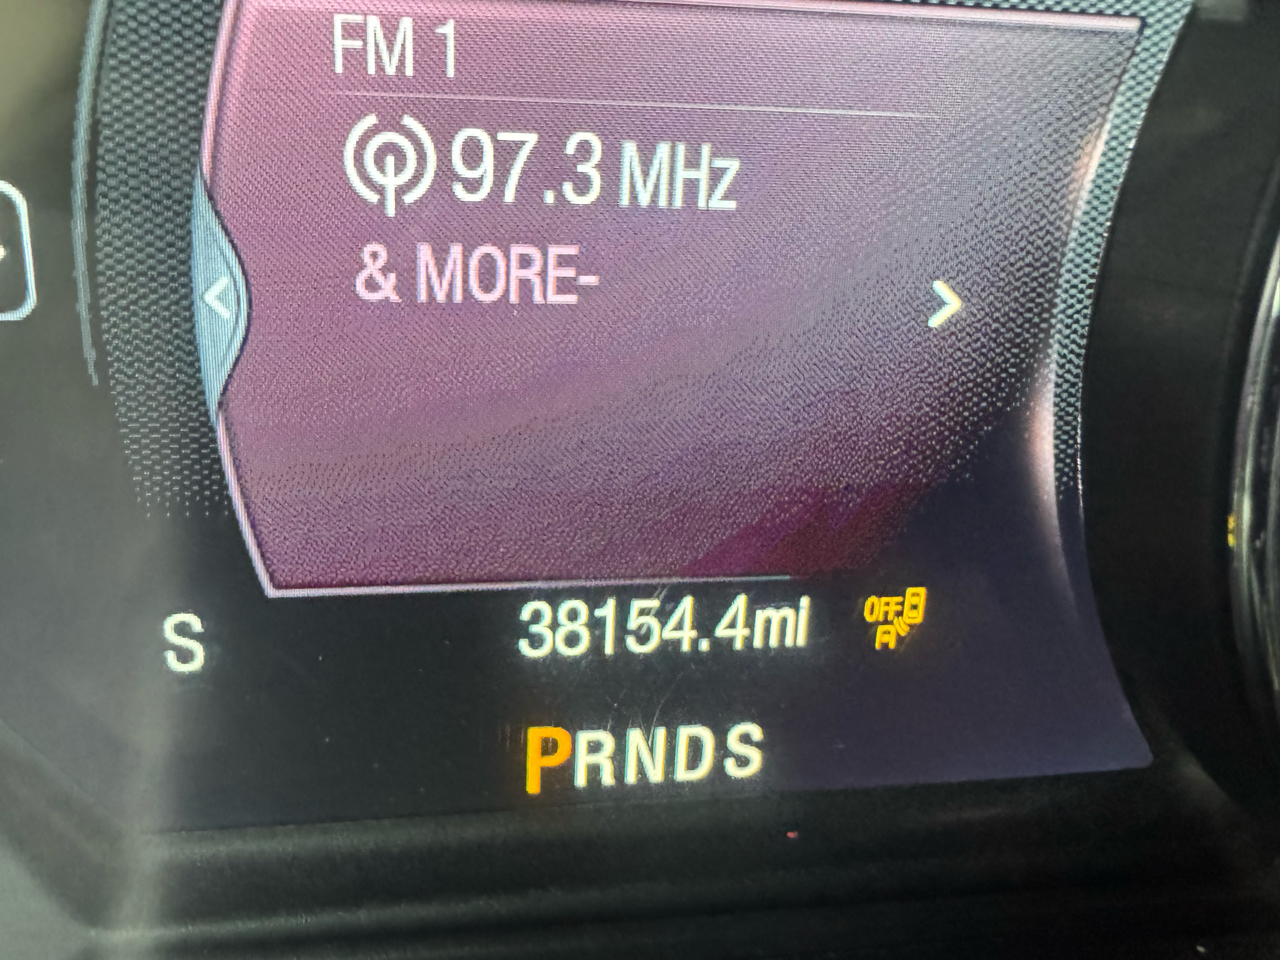 FM 1
97.3 MHz
& MORE-
S 38154.4mi OFF A
PRNDS